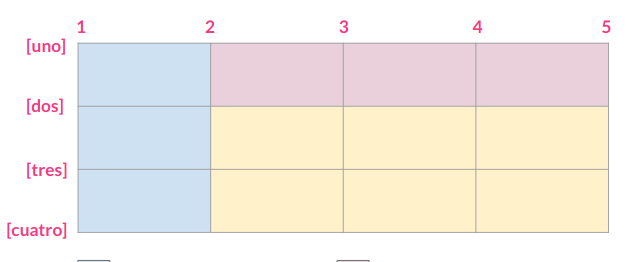 1 2 3 4 5
[uno]
[dos]
[tres]
[cuatro]